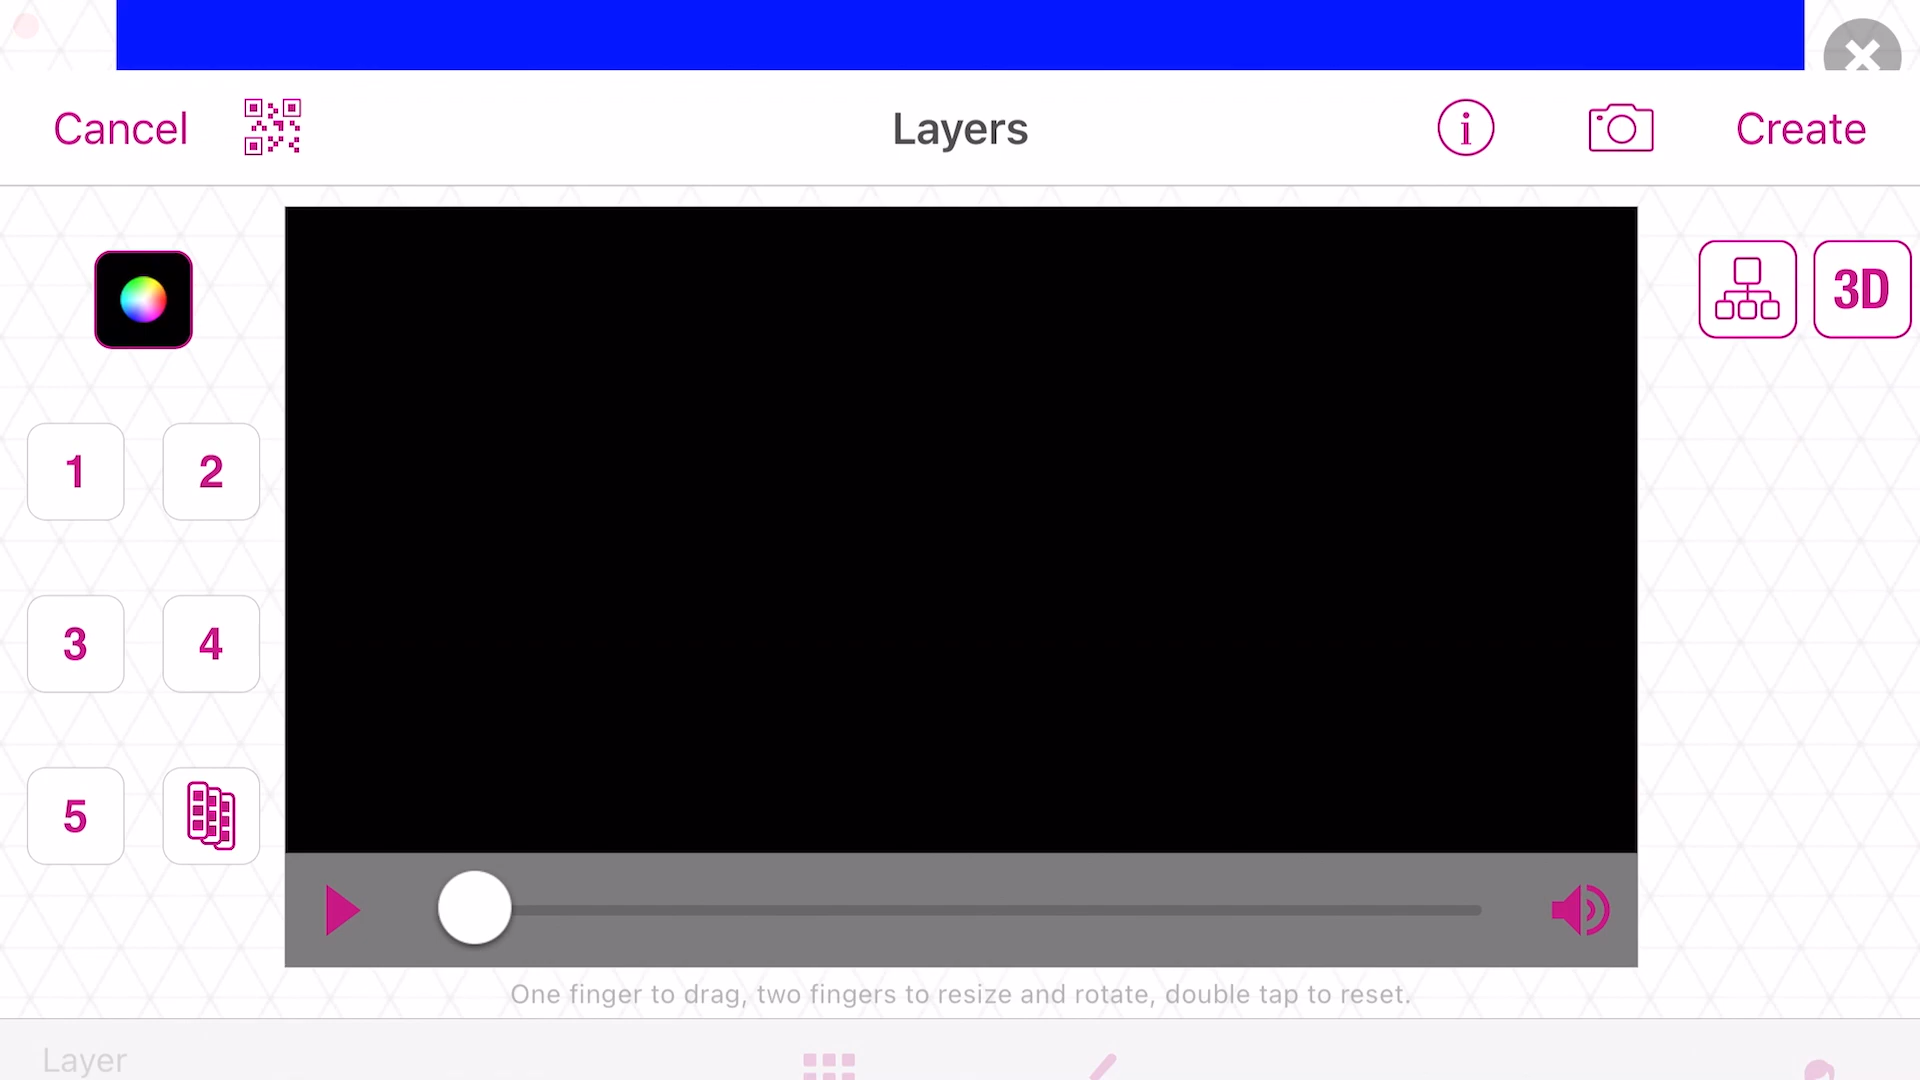 Cancel
Layers
Create
3D
1
2
3
4
5
One finger to drag, two fingers to resize and rotate, double tap to reset.
Layer